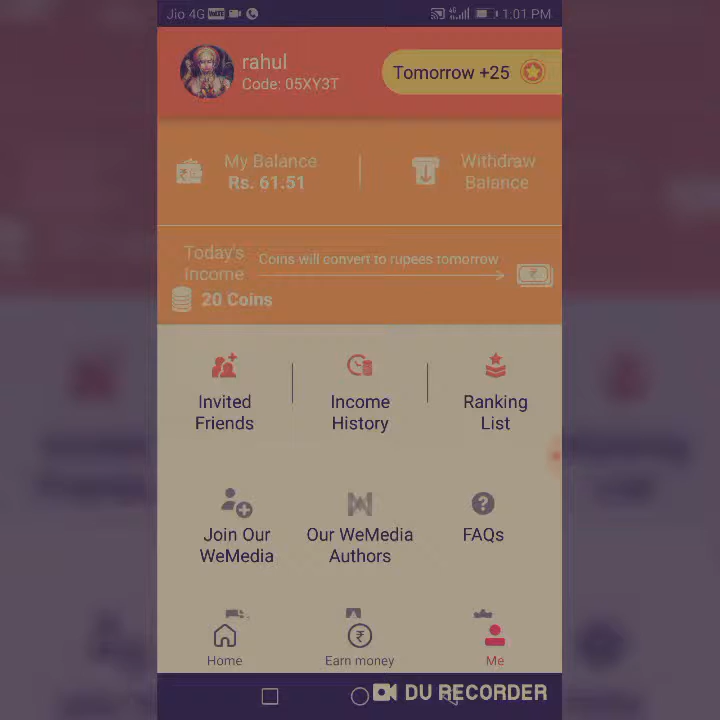 Jio 4G VoLTE
4G 1:01 PM
rahul
Code: 05XY3T
Tomorrow +25
My Balance
Rs. 61.51
Withdraw
Balance
Today's
Income
Coins will convert to rupees tomorrow
20 Coins
Invited
Friends
Income
History
Ranking
List
Join Our
WeMedia
Our WeMedia
Authors
FAQs
Home
Earn money
Me
DU RECORDER